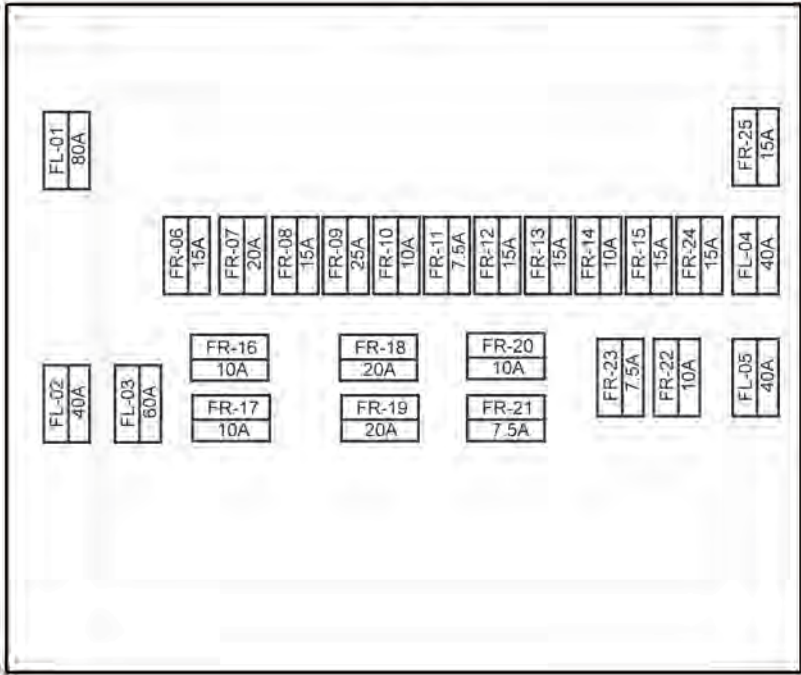 FL-01
80A
FR-25
15A
FR-06
15A
FR-07
20A
FR-08
15A
FR-09
25A
FR-10
10A
FR-11
7.5A
FR-12
15A
FR-13
15A
FR-14
10A
FR-15
15A
FR-24
15A
FL-04
40A
FL-02
40A
FL-03
60A
FR-16
10A
FR-17
10A
FR-18
20A
FR-19
20A
FR-20
10A
FR-21
7.5A
FR-23
7.5A
FR-22
10A
FL-05
40A